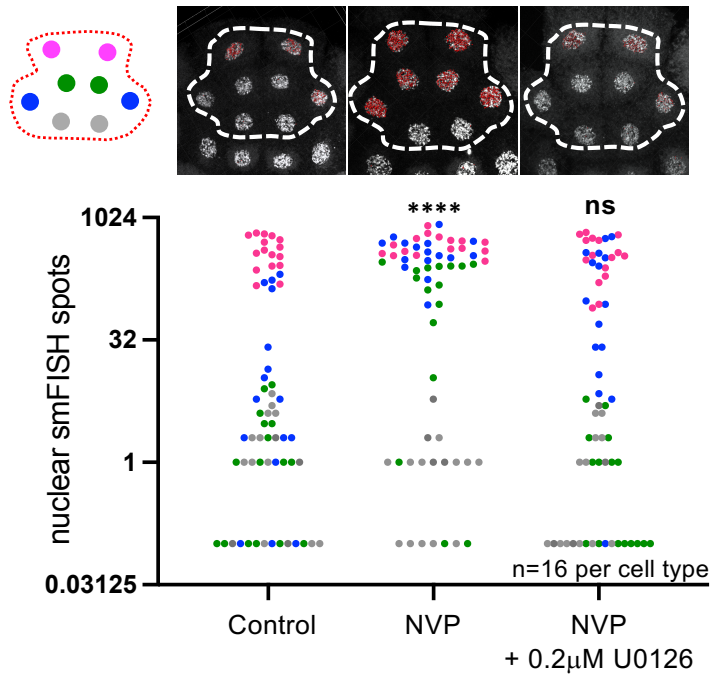 nuclear smFISH spots
1024
32
1
0.03125
****
ns
n=16 per cell type
Control
NVP
NVP
+ 0.2μM U0126